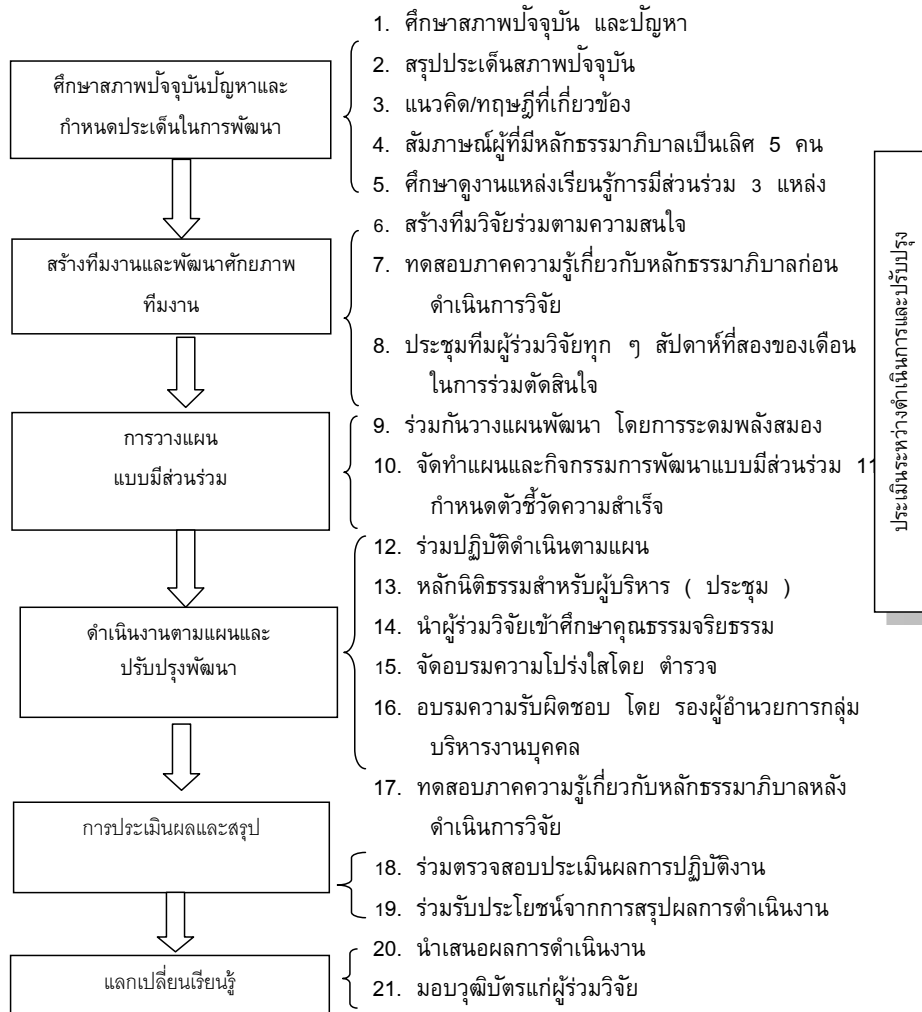 1. ศึกษาสภาพปัจจุบัน และปัญหา
ศึกษาสภาพปัจจุบันปัญหาและ
กำหนดประเด็นในการพัฒนา
2. สรุปประเด็นสภาพปัจจุบัน
3. แนวคิด/ทฤษฎีที่เกี่ยวข้อง
4. สัมภาษณ์ผู้ที่มีหลักธรรมาภิบาลเป็นเลิศ 5 คน
5. ศึกษาดูงานแหล่งเรียนรู้การมีส่วนร่วม 3 แหล่ง
สร้างทีมงานและพัฒนาศักยภาพ
ทีมงาน
6. สร้างทีมวิจัยร่วมตามความสนใจ
7. ทดสอบภาคความรู้เกี่ยวกับหลักธรรมาภิบาลก่อน
ดำเนินการวิจัย
8. ประชุมทีมผู้ร่วมวิจัยทุก ๆ สัปดาห์ที่สองของเดือน
ในการร่วมตัดสินใจ
การวางแผน
แบบมีส่วนร่วม
9. ร่วมกันวางแผนพัฒนา โดยการระดมพลังสมอง
10. จัดทำแผนและกิจกรรมการพัฒนาแบบมีส่วนร่วม 11
กำหนดตัวชี้วัดความสำเร็จ
ดำเนินงานตามแผนและ
ปรับปรุงพัฒนา
12. ร่วมปฏิบัติดำเนินตามแผน
13. หลักนิติธรรมสำหรับผู้บริหาร ( ประชุม )
14. นำผู้ร่วมวิจัยเข้าศึกษาคุณธรรมจริยธรรม
15. จัดอบรมความโปร่งใสโดย ตำรวจ
16. อบรมความรับผิดชอบ โดย รองผู้อำนวยการกลุ่ม
บริหารงานบุคคล
17. ทดสอบภาคความรู้เกี่ยวกับหลักธรรมาภิบาลหลัง
ดำเนินการวิจัย
การประเมินผลและสรุป
18. ร่วมตรวจสอบประเมินผลการปฏิบัติงาน
19. ร่วมรับประโยชน์จากการสรุปผลการดำเนินงาน
แลกเปลี่ยนเรียนรู้
20. นำเสนอผลการดำเนินงาน
21. มอบวุฒิบัตรแก่ผู้ร่วมวิจัย
ประเมินระหว่างดำเนินการและปรับปรุง